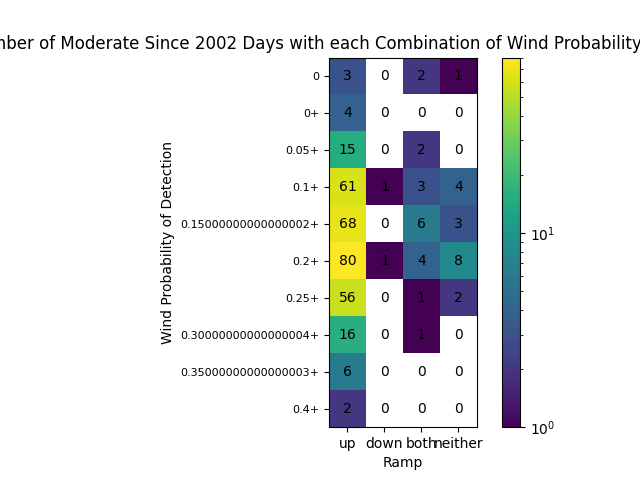 nber of Moderate Since 2002 Days with each Combination of Wind Probability
Wind Probability of Detection
0 3 0 2 1
0+ 4 0 0 0
0.05+ 15 0 2
0.1+ 61 1 3 4
0.15000000000000002+ 68 0 6 3
0.2+ 80 1 4 8
0.25+ 56 0 1 2
0.30000000000000004+ 16 0 1 0
0.35000000000000003+ 6 0 0 0
0.4+ 2 0 0 0
up down both neither
Ramp
10^1
10^0